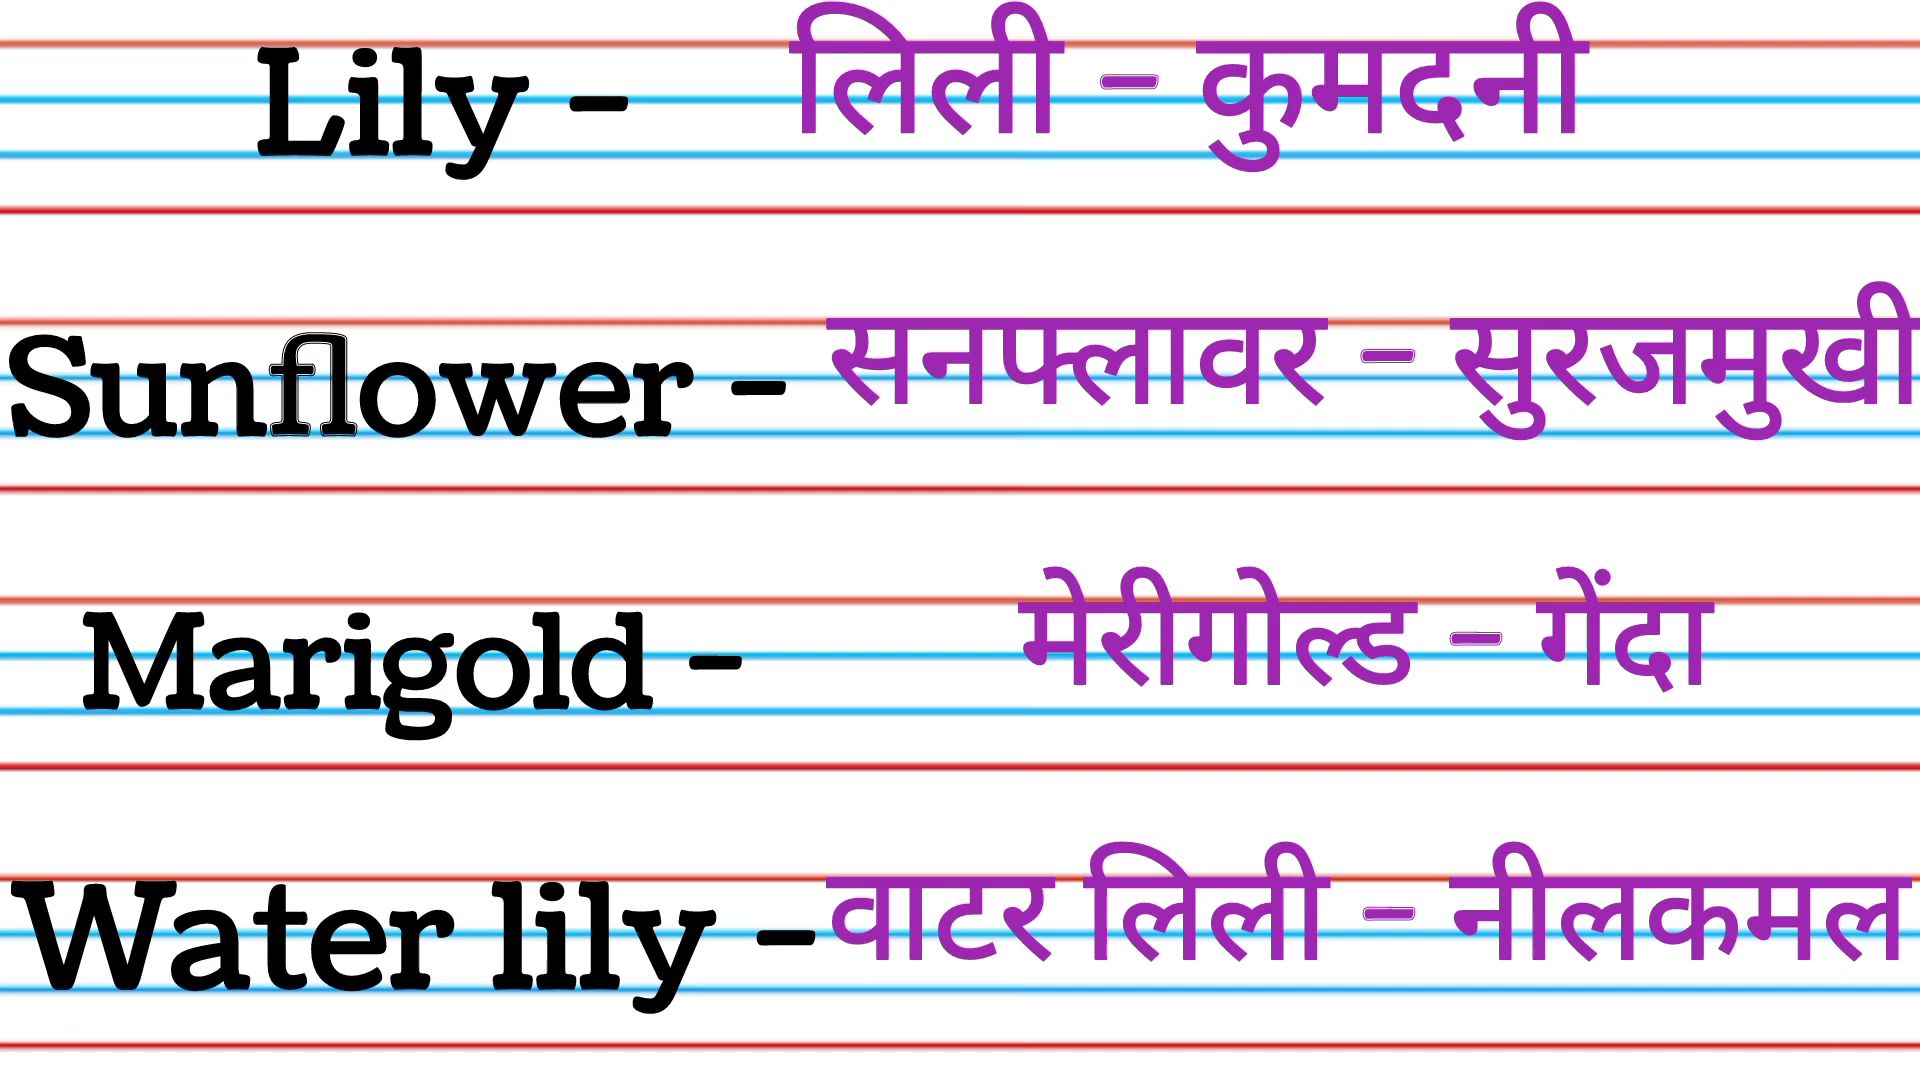 Lily - लिली - कुमदनी
Sunflower - सनफ्लावर - सुरजमुखी
Marigold - मेरीगोल्ड - गेंदा
Water lily - वाटर लिली - नीलकमल